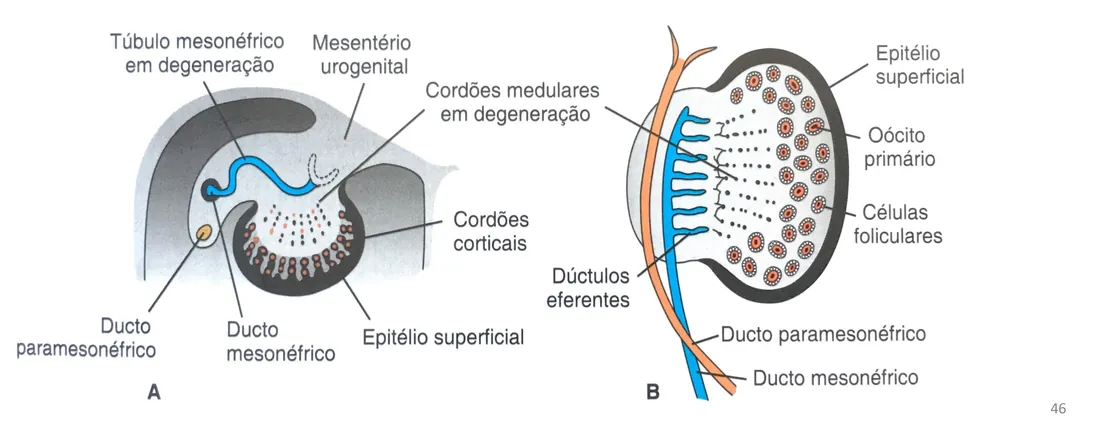 Túbulo mesonéfrico
em degeneração
Mesentério
urogenital
Cordões medulares
em degeneração
Cordões
corticais
Epitélio superficial
Ducto
mesonéfrico
Ducto
paramesonéfrico
A
Epitélio
superficial
Oócito
primário
Células
foliculares
Dúctulos
eferentes
Ducto paramesonéfrico
Ducto mesonéfrico
B
46